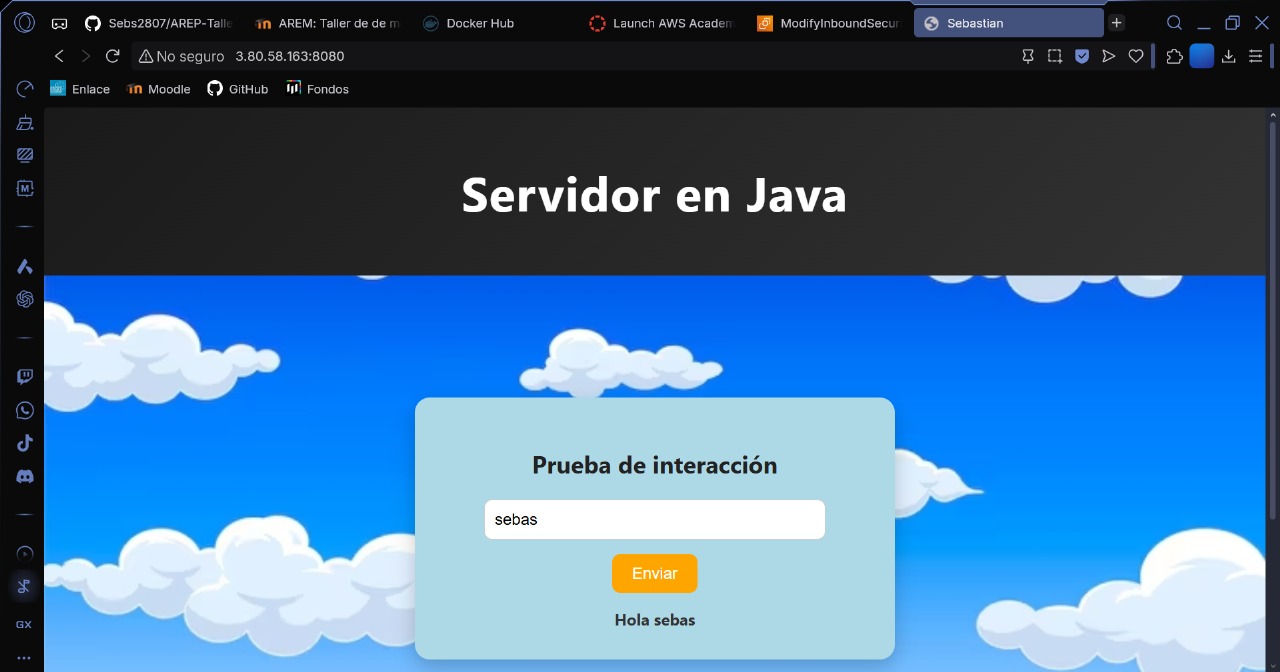 Sebs2807/AREP-Talle
AREM: Taller de de m
Docker Hub
Launch AWS Academ
ModifyInboundSecur
Sebastian
No seguro 3.80.58.163:8080
Enlace
Moodle
GitHub
Fondos
M
Servidor en Java
Prueba de interacción
sebas
Enviar
Hola sebas
GX